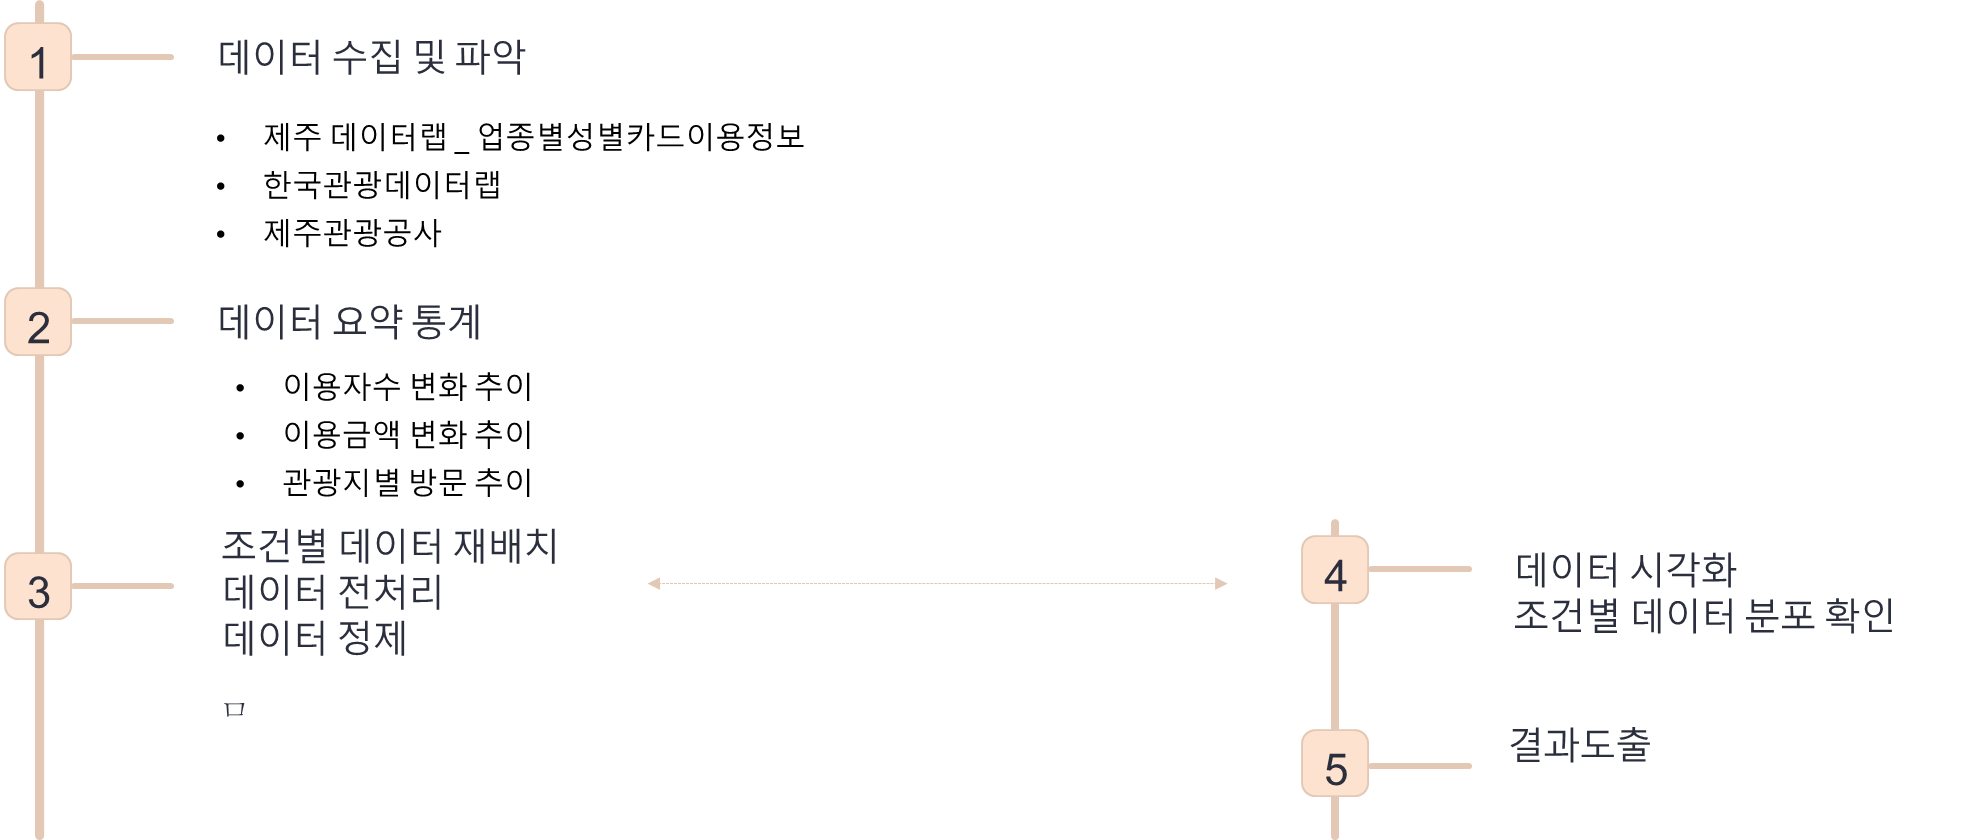 1
데이터 수집 및 파악
• 제주 데이터랩 _ 업종별성별카드이용정보
• 한국관광데이터랩
• 제주관광공사
2
데이터 요약 통계
• 이용자수 변화 추이
• 이용금액 변화 추이
• 관광지별 방문 추이
3
조건별 데이터 재배치
데이터 전처리
데이터 정제
ㅁ
4
데이터 시각화
조건별 데이터 분포 확인
5
결과도출